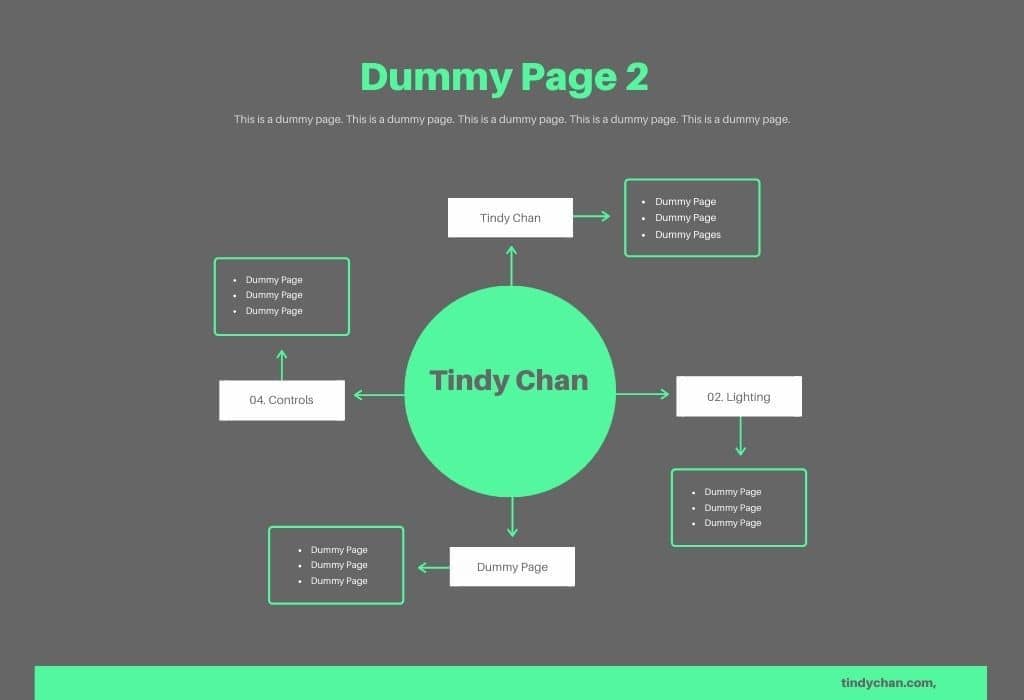 Dummy Page 2
This is a dummy page. This is a dummy page. This is a dummy page. This is a dummy page. This is a dummy page.
Tindy Chan
• Dummy Page
• Dummy Page
• Dummy Pages
• Dummy Page
• Dummy Page
• Dummy Page
04. Controls
Tindy Chan
02. Lighting
• Dummy Page
• Dummy Page
• Dummy Page
• Dummy Page
• Dummy Page
• Dummy Page
Dummy Page
tindychan.com,